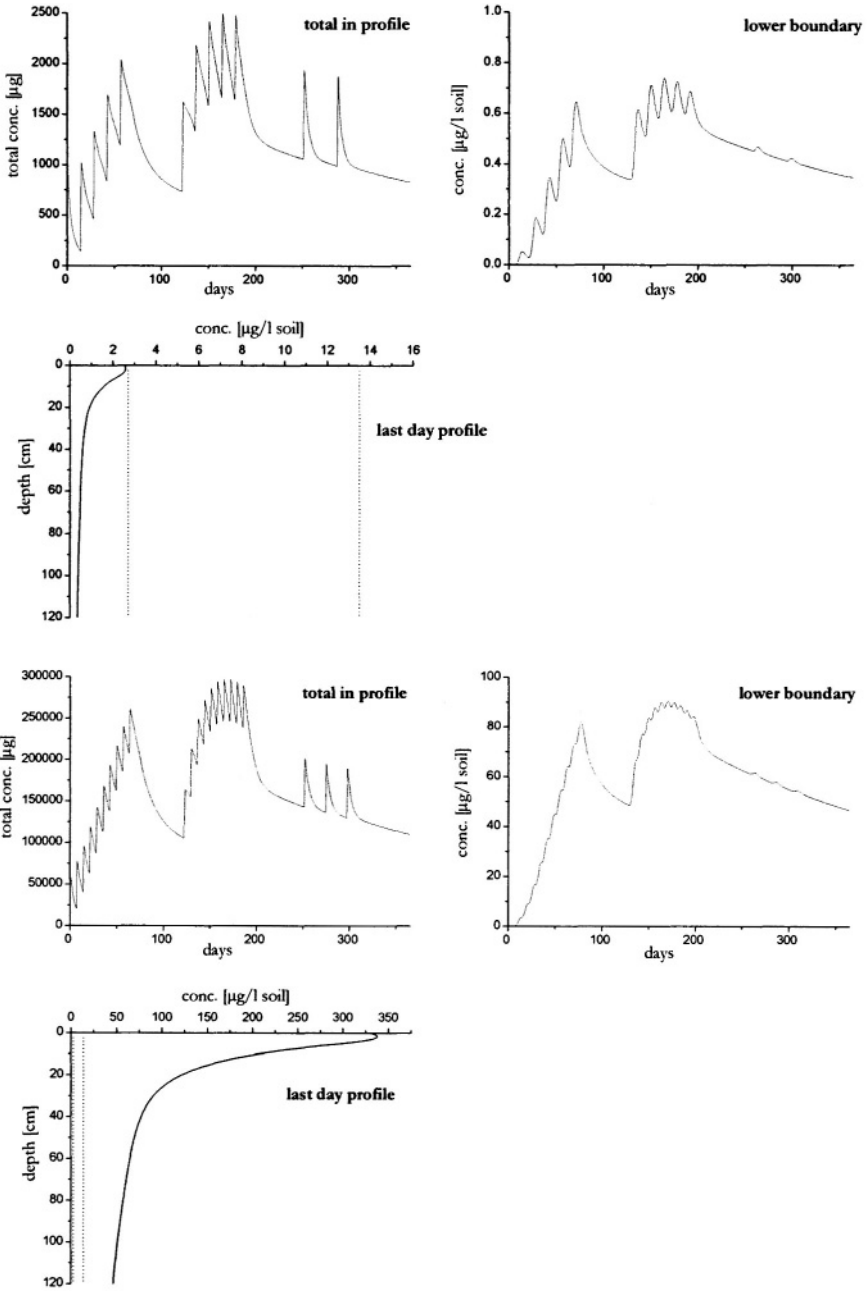 total in profile
total conc. [µg]
2500
2000
1500
1000
500
0
0 100 200 300
days
lower boundary
conc. [µg/l soil]
1.0
0.8
0.6
0.4
0.2
0.0
0 100 200 300
days
conc. [µg/l soil]
0 2 4 6 8 10 12 14 16
depth [cm]
0
20
40
60
80
100
120
last day profile
total in profile
total conc. [µg]
300000
250000
200000
150000
100000
50000
0
0 100 200 300
days
lower boundary
conc. [µg/l soil]
100
80
60
40
20
0
0 100 200 300
days
conc. [µg/l soil]
0 50 100 150 200 250 300 350
depth [cm]
0
20
40
60
80
100
120
last day profile